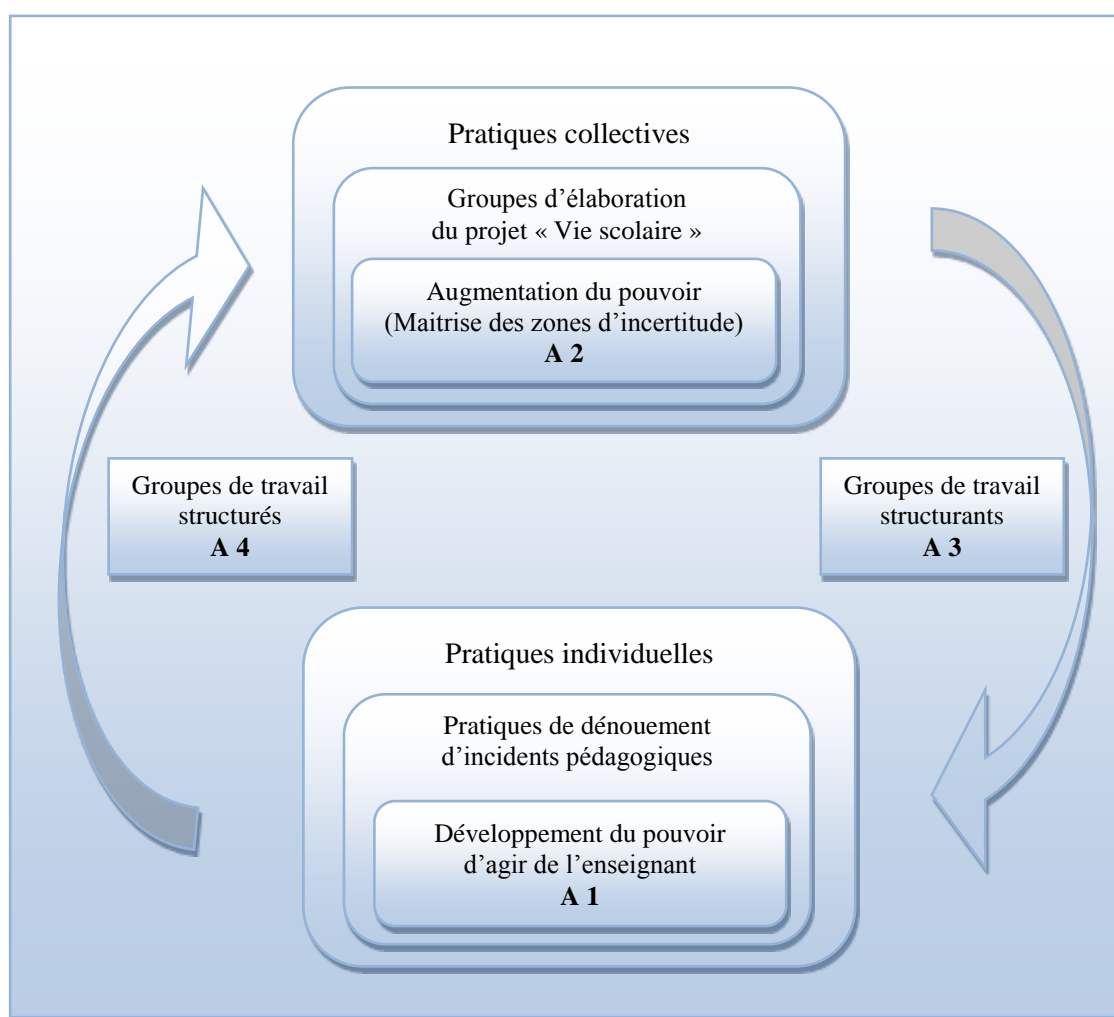 Pratiques collectives
Groupes d’élaboration
du projet « Vie scolaire »
Augmentation du pouvoir
(Maitrise des zones d’incertitude)
A 2
Groupes de travail
structurés
A 4
Groupes de travail
structurants
A 3
Pratiques individuelles
Pratiques de dénouement
d’incidents pédagogiques
Développement du pouvoir
d’agir de l’enseignant
A 1